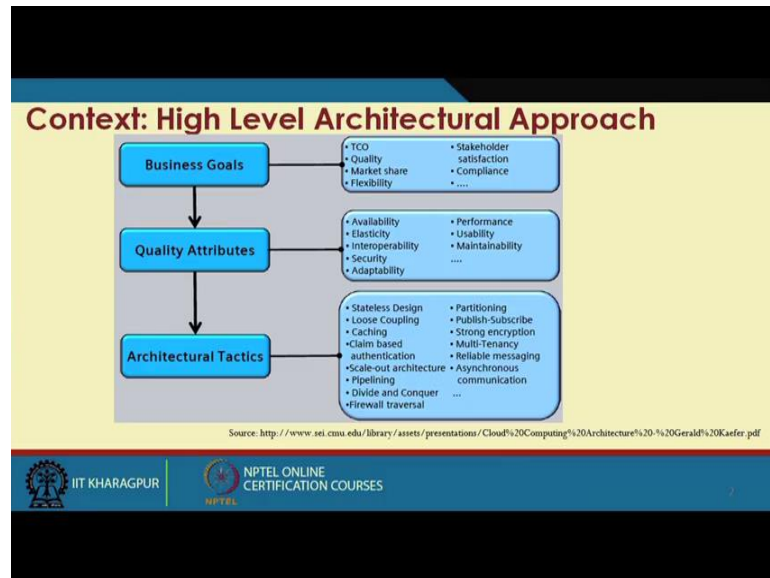 Context: High Level Architectural Approach
Business Goals
• TCO
• Quality
• Market share
• Flexibility
• Stakeholder
satisfaction
• Compliance
• ....
Quality Attributes
• Availability
• Elasticity
• Interoperability
• Security
• Adaptability
• Performance
• Usability
• Maintainability
....
Architectural Tactics
• Stateless Design
• Loose Coupling
• Caching
•Claim based
authentication
•Scale-out architecture
• Pipelining
• Divide and Conquer
•Firewall traversal
• Partitioning
• Publish-Subscribe
• Strong encryption
• Multi-Tenancy
• Reliable messaging
• Asynchronous
communication
...
Source: http://www.sei.cmu.edu/library/assets/presentations/Cloud%20Computing%20Architecture%20-%20Gerald%20Kaefer.pdf
IIT KHARAGPUR
NPTEL
NPTEL ONLINE
CERTIFICATION COURSES
2